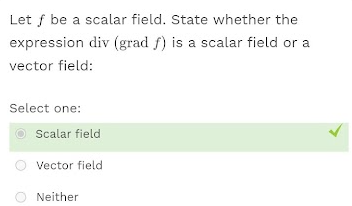 Let f be a scalar field. State whether the
expression div (grad f) is a scalar field or a
vector field:
Select one:
Scalar field
Vector field
Neither